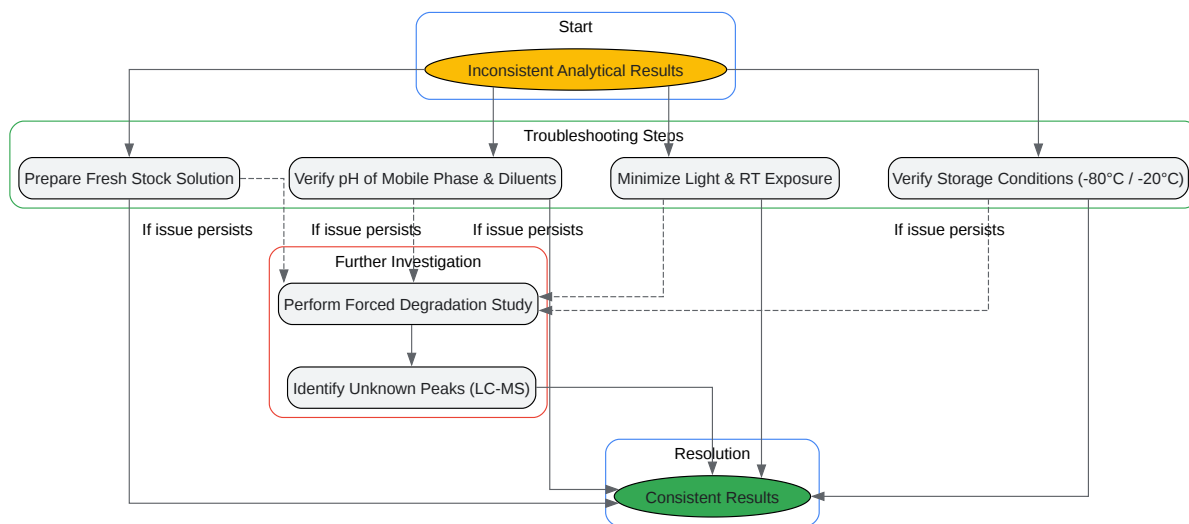 Start
Inconsistent Analytical Results
Troubleshooting Steps
Prepare Fresh Stock Solution
Verify pH of Mobile Phase & Diluents
Minimize Light & RT Exposure
Verify Storage Conditions (-80°C / -20°C)
If issue persists
If issue persists
If issue persists
If issue persists
Further Investigation
Perform Forced Degradation Study
Identify Unknown Peaks (LC-MS)
Resolution
Consistent Results